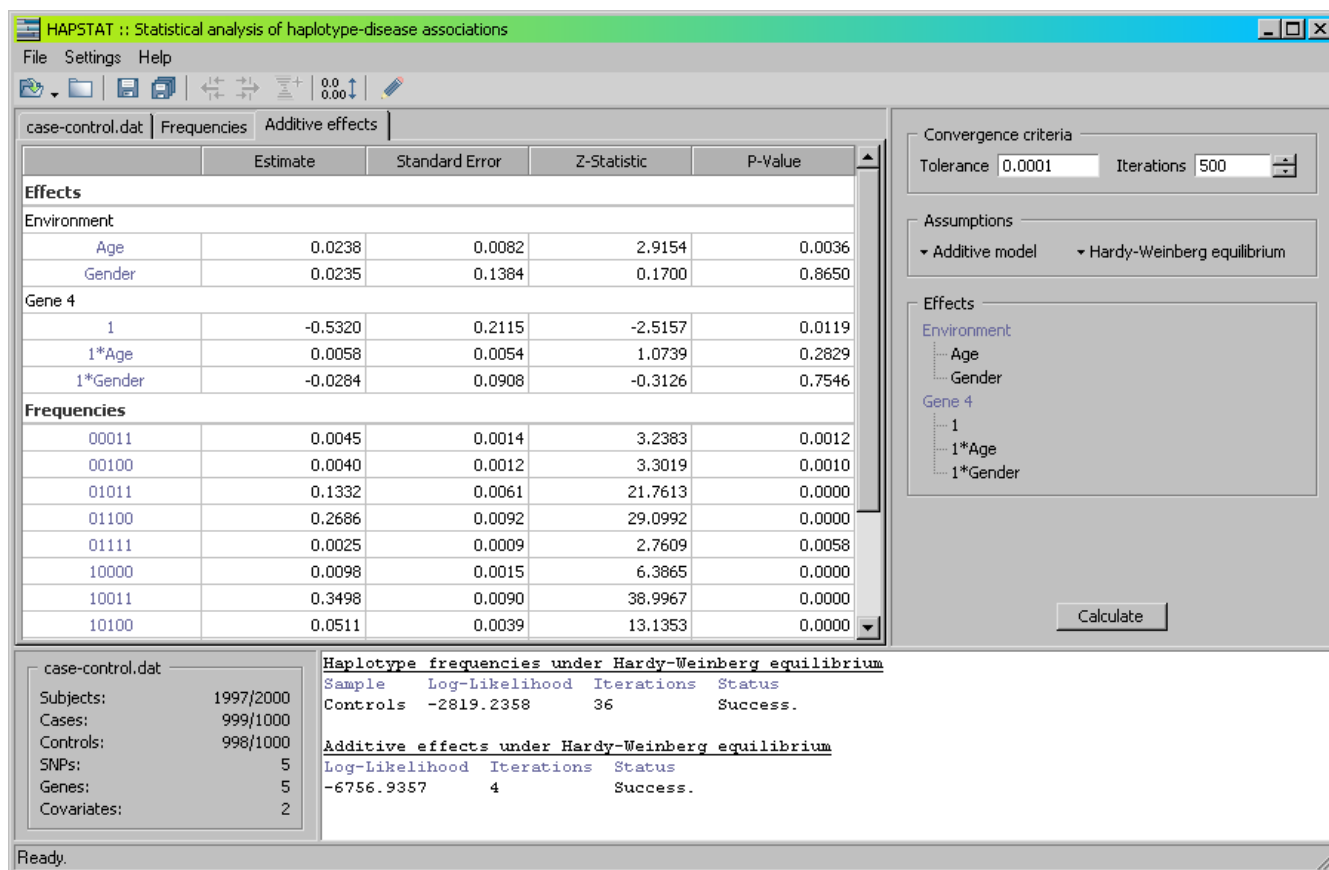 HAPSTAT :: Statistical analysis of haplotype-disease associations
File Settings Help
0.0
0.00
case-control.dat Frequencies Additive effects
Estimate Standard Error Z-Statistic P-Value
Effects
Environment
Age 0.0238 0.0082 2.9154 0.0036
Gender 0.0235 0.1384 0.1700 0.8650
Gene 4
1 -0.5320 0.2115 -2.5157 0.0119
1*Age 0.0058 0.0054 1.0739 0.2829
1*Gender -0.0284 0.0908 -0.3126 0.7546
Frequencies
00011 0.0045 0.0014 3.2383 0.0012
00100 0.0040 0.0012 3.3019 0.0010
01011 0.1332 0.0061 21.7613 0.0000
01100 0.2686 0.0092 29.0992 0.0000
01111 0.0025 0.0009 2.7609 0.0058
10000 0.0098 0.0015 6.3865 0.0000
10011 0.3498 0.0090 38.9967 0.0000
10100 0.0511 0.0039 13.1353 0.0000
Convergence criteria
Tolerance 0.0001 Iterations 500
Assumptions
Additive model Hardy-Weinberg equilibrium
Effects
Environment
Age
Gender
Gene 4
1
1*Age
1*Gender
Calculate
case-control.dat
Subjects: 1997/2000
Cases: 999/1000
Controls: 998/1000
SNPs: 5
Genes: 5
Covariates: 2
Haplotype frequencies under Hardy-Weinberg equilibrium
Sample Log-Likelihood Iterations Status
Controls -2819.2358 36 Success.
Additive effects under Hardy-Weinberg equilibrium
Log-Likelihood Iterations Status
-6756.9357 4 Success.
Ready.